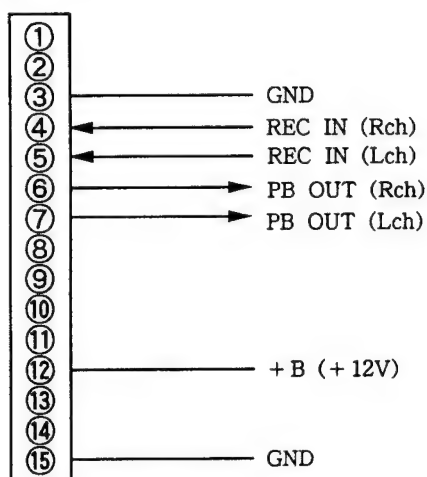 ①
②
③ GND
④ REC IN (Rch)
⑤ REC IN (Lch)
⑥ PB OUT (Rch)
⑦ PB OUT (Lch)
⑧
⑨
⑩
⑪
⑫ +B (+12V)
⑬
⑭
⑮ GND